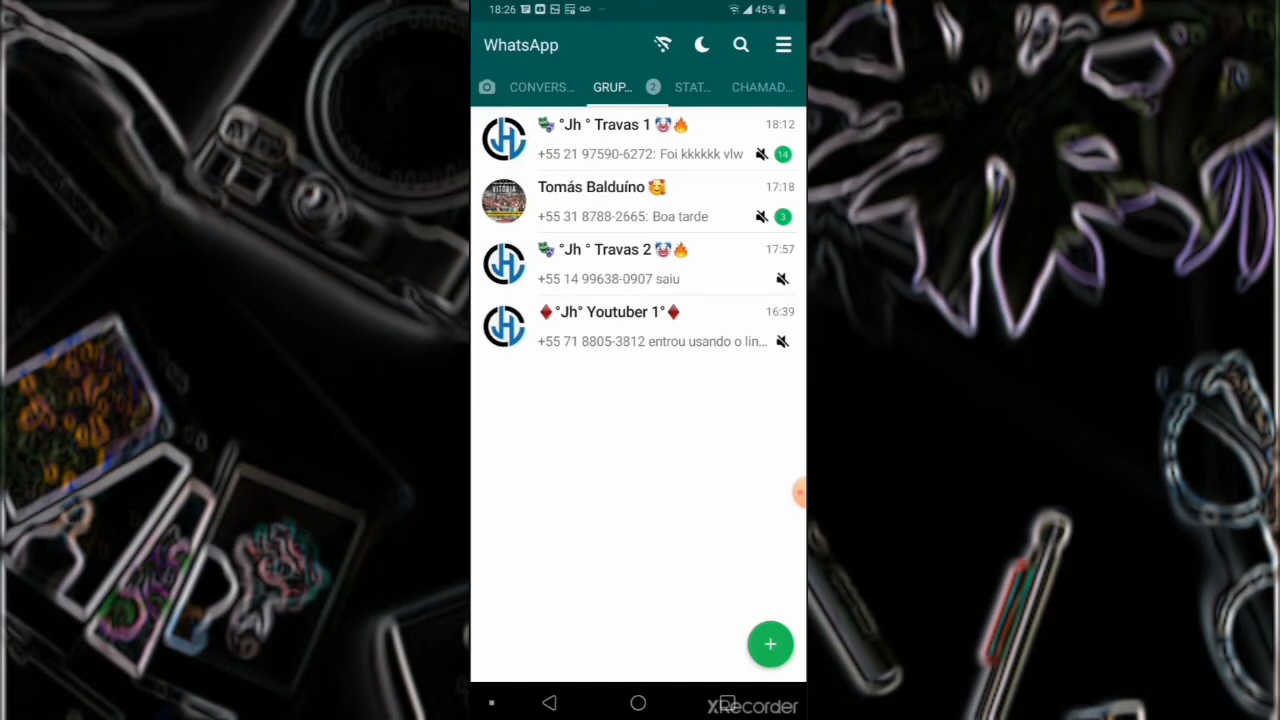 18:26 45%
WhatsApp
CONVERS... GRUP... 2 STAT... CHAMAD...
🎭 °Jh ° Travas 1 🤡🔥 18:12
+55 21 97590-6272: Foi kkkkkk vlw 14
Tomás Balduíno 🥰 17:18
+55 31 8788-2665: Boa tarde 3
🎭 °Jh ° Travas 2 🤡🔥 17:57
+55 14 99638-0907 saiu
♦️°Jh° Youtuber 1°♦️ 16:39
+55 71 8805-3812 entrou usando o lin...
XRecorder